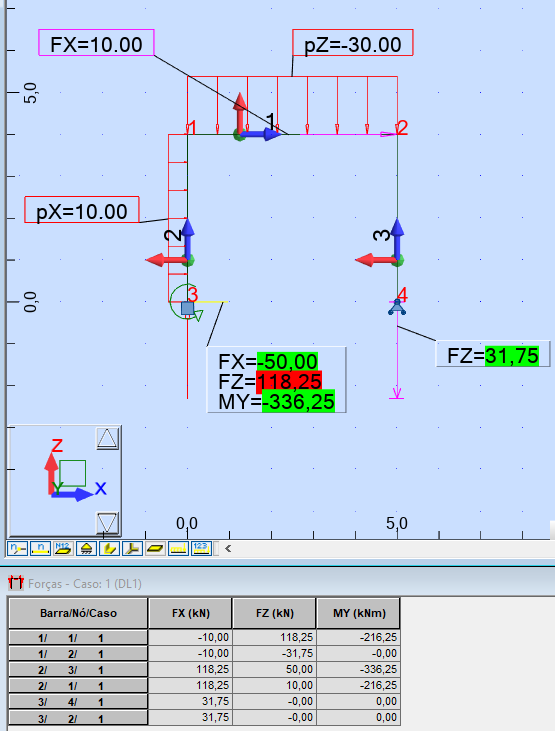 FX=10.00
pZ=-30.00
5,0
1
1
2
pX=10.00
2
3
0,0
3
4
FX=-50,00
FZ=118,25
MY=-336,25
FZ=31,75
Z
Y
X
0,0
5,0
n
N12
123
<
Forças - Caso: 1 (DL1)
Barra/Nó/Caso FX (kN) FZ (kN) MY (kNm)
1/ 1/ 1 -10,00 118,25 -216,25
1/ 2/ 1 -10,00 -31,75 -0,00
2/ 3/ 1 118,25 50,00 -336,25
2/ 1/ 1 118,25 10,00 -216,25
3/ 4/ 1 31,75 -0,00 0,00
3/ 2/ 1 31,75 -0,00 0,00